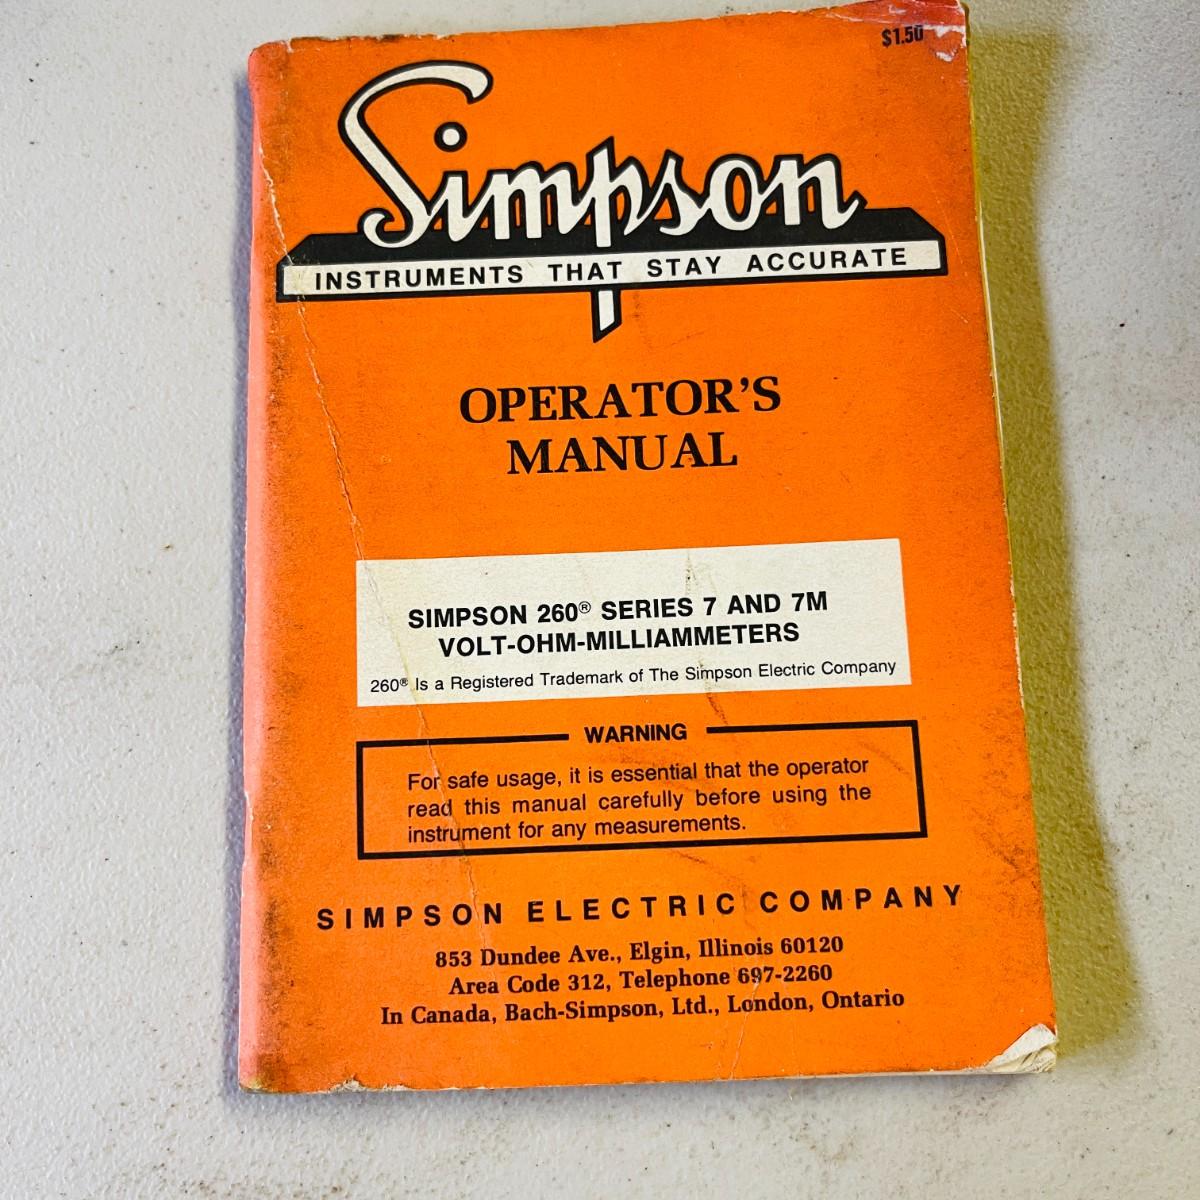 $1.50
Simpson
INSTRUMENTS THAT STAY ACCURATE
OPERATOR'S
MANUAL
SIMPSON 260® SERIES 7 AND 7M
VOLT-OHM-MILLIAMMETERS
260® Is a Registered Trademark of The Simpson Electric Company
WARNING
For safe usage, it is essential that the operator
read this manual carefully before using the
instrument for any measurements.
SIMPSON ELECTRIC COMPANY
853 Dundee Ave., Elgin, Illinois 60120
Area Code 312, Telephone 697-2260
In Canada, Bach-Simpson, Ltd., London, Ontario